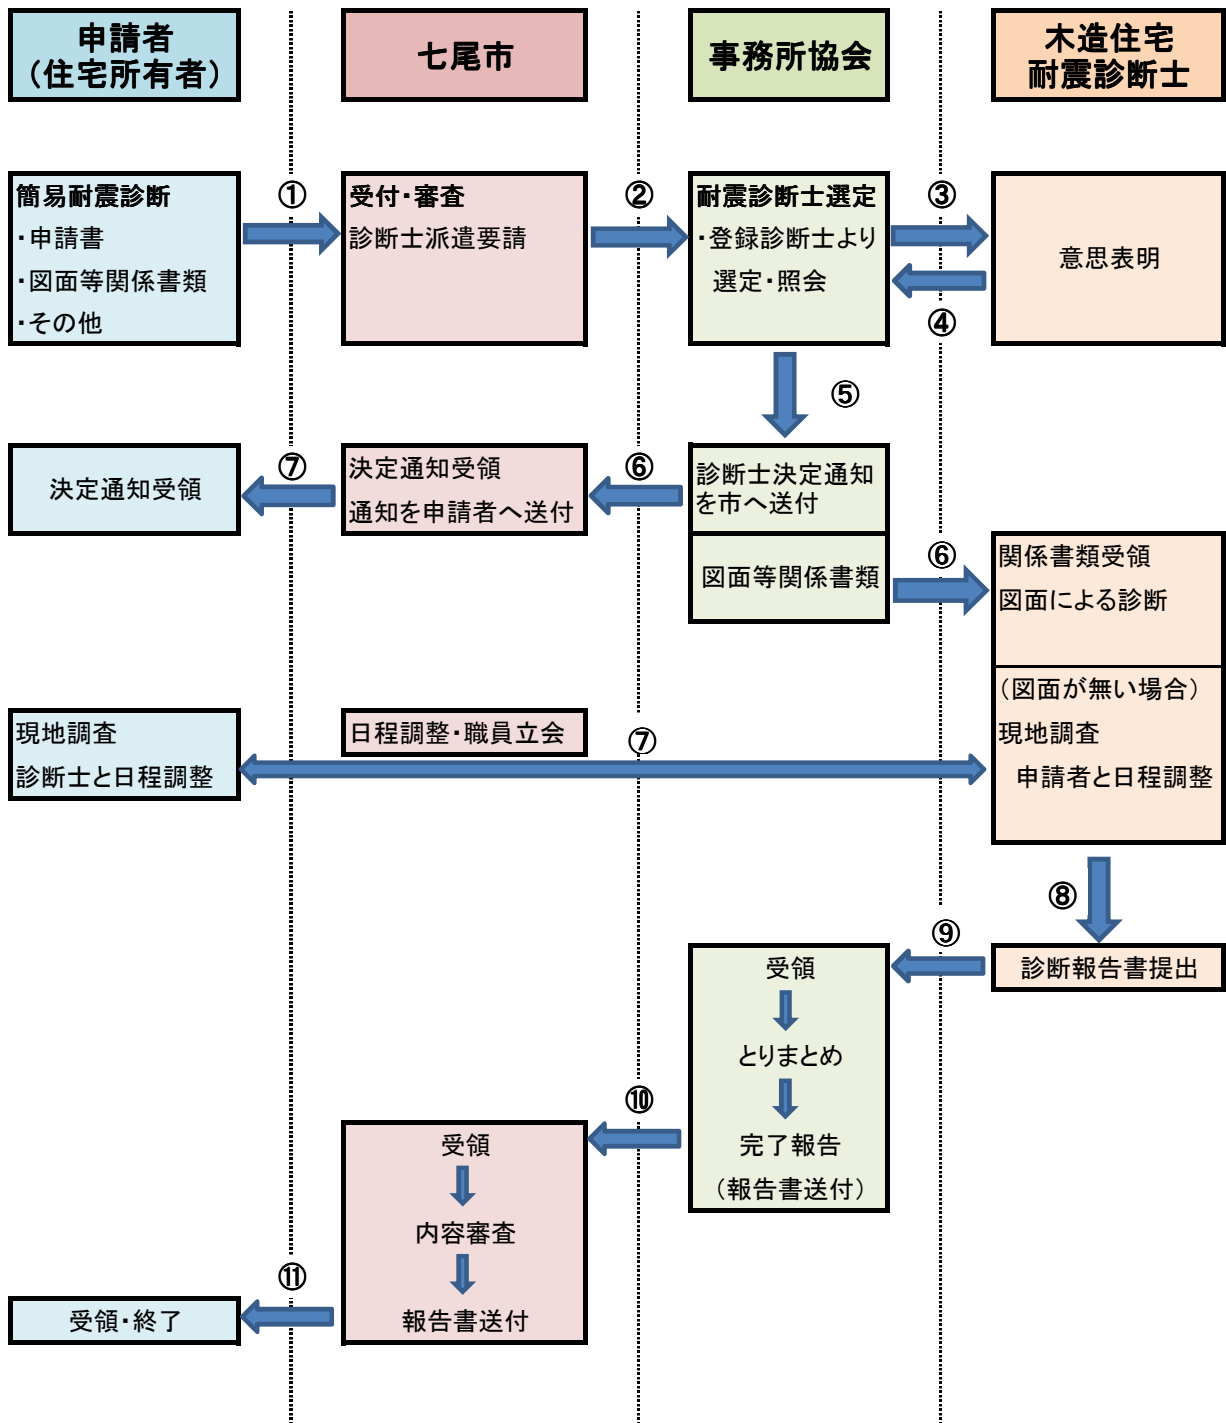 申請者
（住宅所有者）
七尾市
事務所協会
木造住宅
耐震診断士
簡易耐震診断
・申請書
・図面等関係書類
・その他
①
受付・審査
診断士派遣要請
②
耐震診断士選定
・登録診断士より
選定・照会
③
④
意思表明
⑤
決定通知受領
⑦
決定通知受領
通知を申請者へ送付
⑥
診断士決定通知
を市へ送付
図面等関係書類
⑥
関係書類受領
図面による診断
（図面が無い場合）
現地調査
申請者と日程調整
現地調査
診断士と日程調整
日程調整・職員立会
⑦
⑧
診断報告書提出
⑨
受領
とりまとめ
完了報告
（報告書送付）
⑩
受領
内容審査
報告書送付
⑪
受領・終了